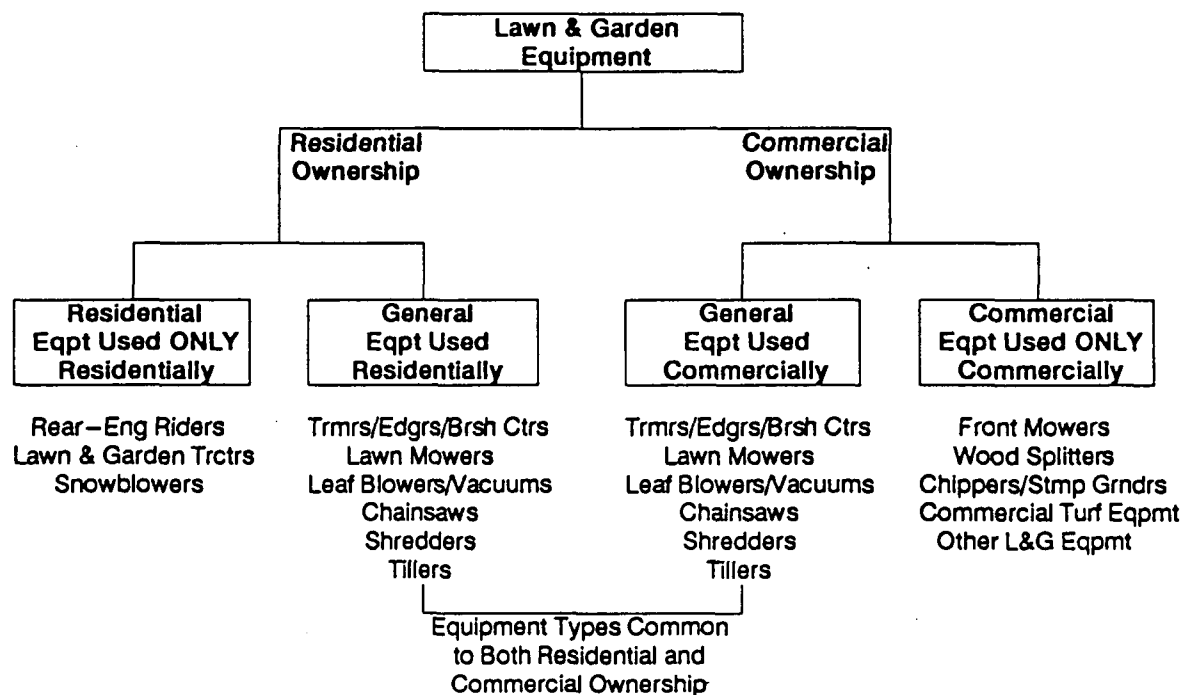 Lawn & Garden
Equipment
Residential
Ownership
Commercial
Ownership
Residential
Eqpt Used ONLY
Residentially
General
Eqpt Used
Residentially
General
Eqpt Used
Commercially
Commercial
Eqpt Used ONLY
Commercially
Rear-Eng Riders
Lawn & Garden Trctrs
Snowblowers
Trmrs/Edgrs/Brsh Ctrs
Lawn Mowers
Leaf Blowers/Vacuums
Chainsaws
Shredders
Tillers
Trmrs/Edgrs/Brsh Ctrs
Lawn Mowers
Leaf Blowers/Vacuums
Chainsaws
Shredders
Tillers
Front Mowers
Wood Splitters
Chippers/Stmp Grndrs
Commercial Turf Eqpmt
Other L&G Eqpmt
Equipment Types Common
to Both Residential and
Commercial Ownership